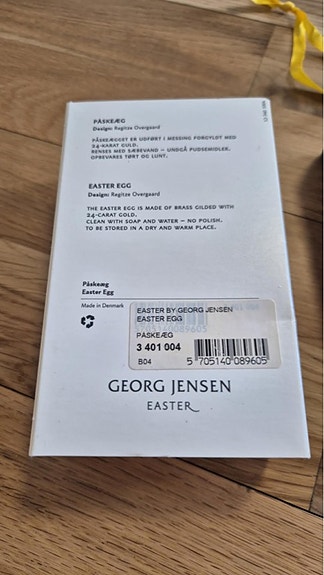 PÅSKEÆG
Design: Regitze Overgaard
PÅSKEÆGGET ER UDFØRT I MESSING FORGYLDT MED
24-KARAT GULD.
RENSES MED SÆBEVAND – UNDGÅ PUDSEMIDLER.
OPBEVARES TØRT OG LUNT.
EASTER EGG
Design: Regitze Overgaard
THE EASTER EGG IS MADE OF BRASS GILDED WITH
24-CARAT GOLD.
CLEAN WITH SOAP AND WATER – NO POLISH.
TO BE STORED IN A DRY AND WARM PLACE.
Påskeæg
Easter Egg
Made in Denmark
EASTER BY GEORG JENSEN
EASTER EGG
PÅSKEÆG
3 401 004
B04
5 705140 089605
GEORG JENSEN
EASTER